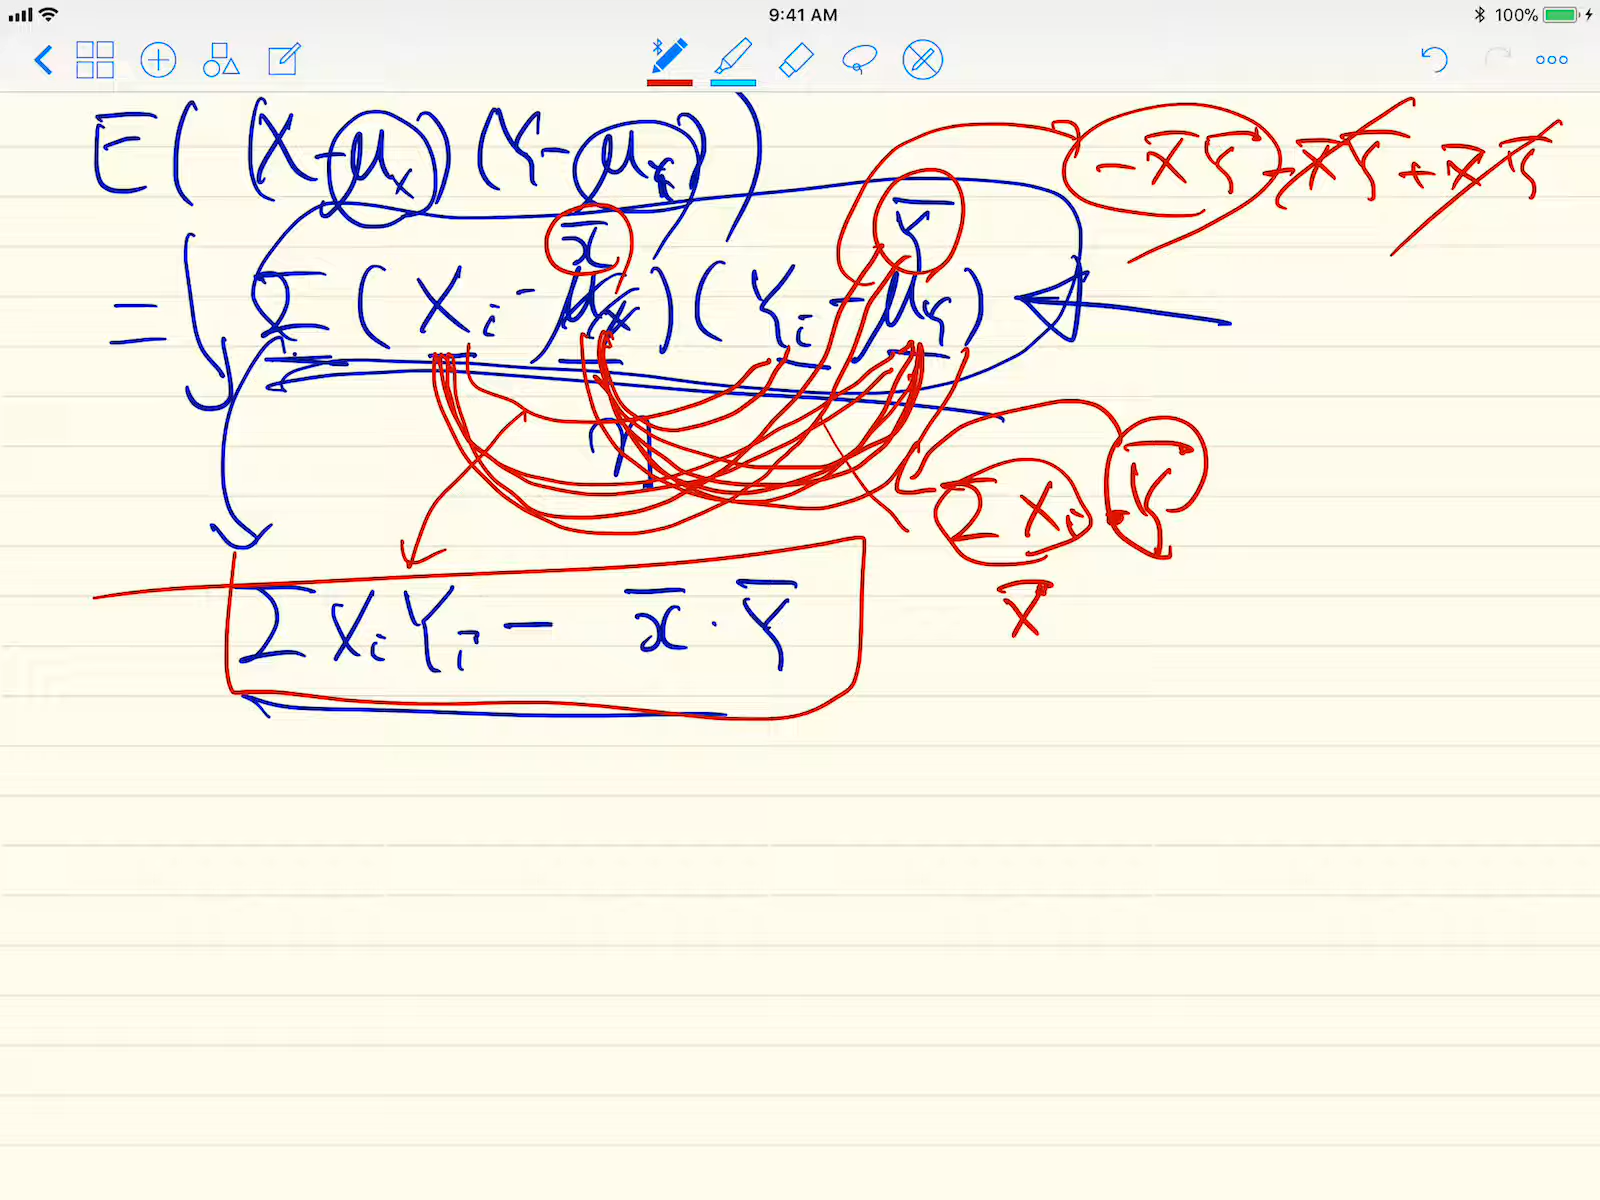 9:41 AM 100%
E((X-μx)(Y-μY)) -X̄Ȳ -X̄Ȳ + X̄Ȳ
x̄ Ȳ
= Σ(Xi-μx)(Yi-μY)
n
ΣXi·Ȳ
ΣXiYi - x̄·Ȳ X̄